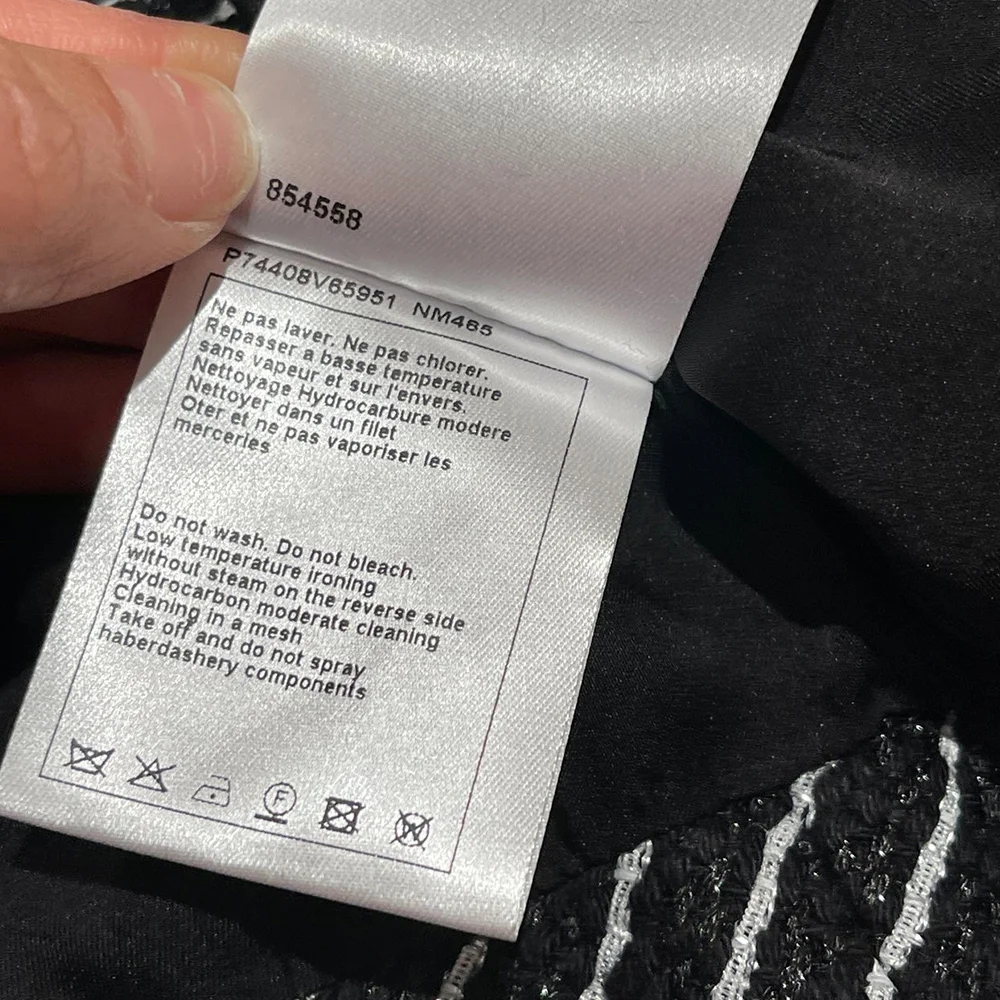 854558
P74408V65951 NM465
Ne pas laver. Ne pas chlorer.
Repasser a basse temperature
sans vapeur et sur l'envers.
Nettoyage Hydrocarbure modere
Nettoyer dans un filet
Oter et ne pas vaporiser les
merceries
Do not wash. Do not bleach.
Low temperature ironing
without steam on the reverse side
Hydrocarbon moderate cleaning
Cleaning in a mesh
Take off and do not spray
haberdashery components
F
W